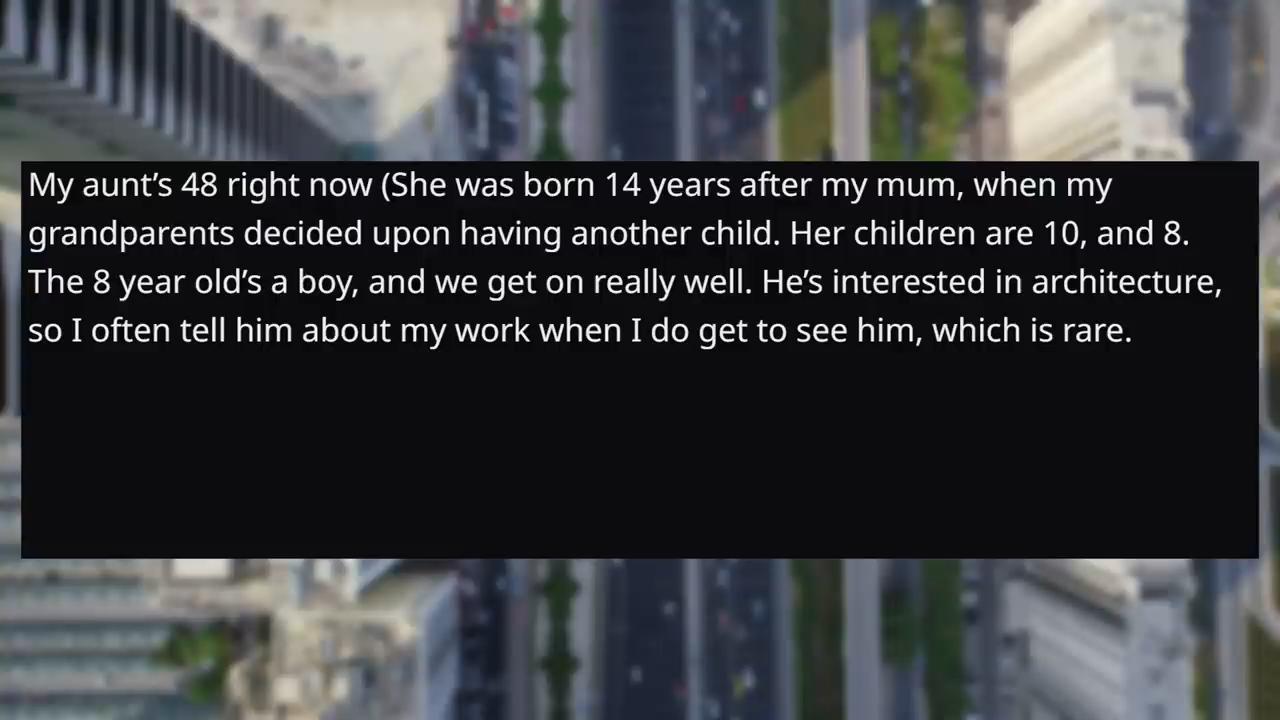 My aunt’s 48 right now (She was born 14 years after my mum, when my
grandparents decided upon having another child. Her children are 10, and 8.
The 8 year old’s a boy, and we get on really well. He’s interested in architecture,
so I often tell him about my work when I do get to see him, which is rare.